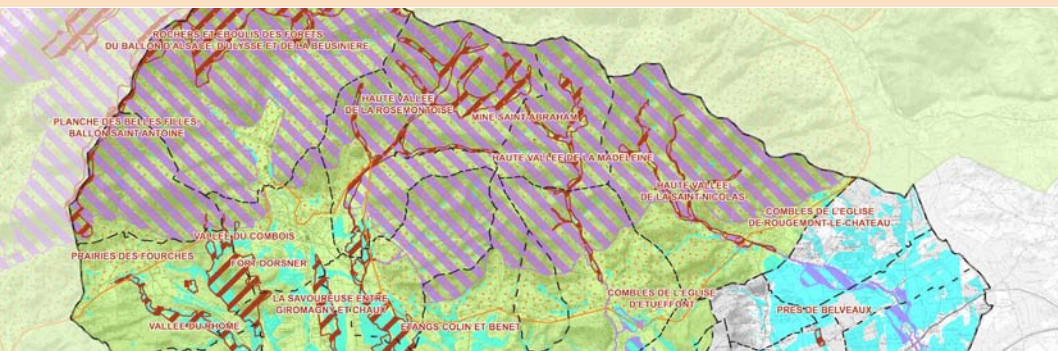 ROCHERS ET EBOULIS DES FORETS
DU BALLON D'ALSACE, D'ULYSSE ET DE LA BEUSINIERE
HAUTE VALLEE
DE LA ROSEMONTOISE
MINE SAINT-ABRAHAM
PLANCHE DES BELLES FILLES,
BALLON SAINT ANTOINE
HAUTE VALLEE DE LA MADELEINE
HAUTE VALLEE
DE LA SAINT-NICOLAS
COMBLES DE L'EGLISE
DE ROUGEMONT-LE-CHATEAU
VALLEE DU COMBOIS
PRAIRIES DES FOURCHES
FORT DORSNER
LA SAVOUREUSE ENTRE
GIROMAGNY ET CHAUX
COMBLES DE L'EGLISE
D'ETUEFFONT
PRES DE BELVEAUX
VALLEE DU RHOME
ETANGS COLIN ET BENET